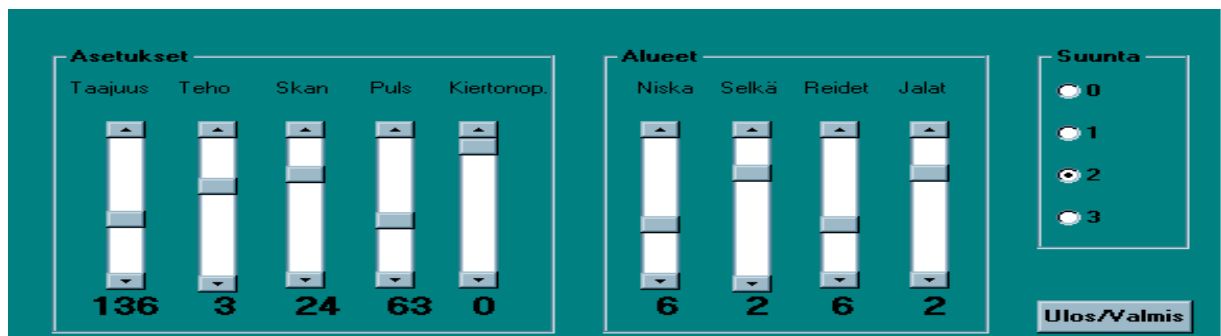 Asetukset
Taajuus Teho Skan Puls Kiertonop.
136 3 24 63 0
Alueet
Niska Selkä Reidet Jalat
6 2 6 2
Suunta
0
1
2
3
Ulos/Valmis